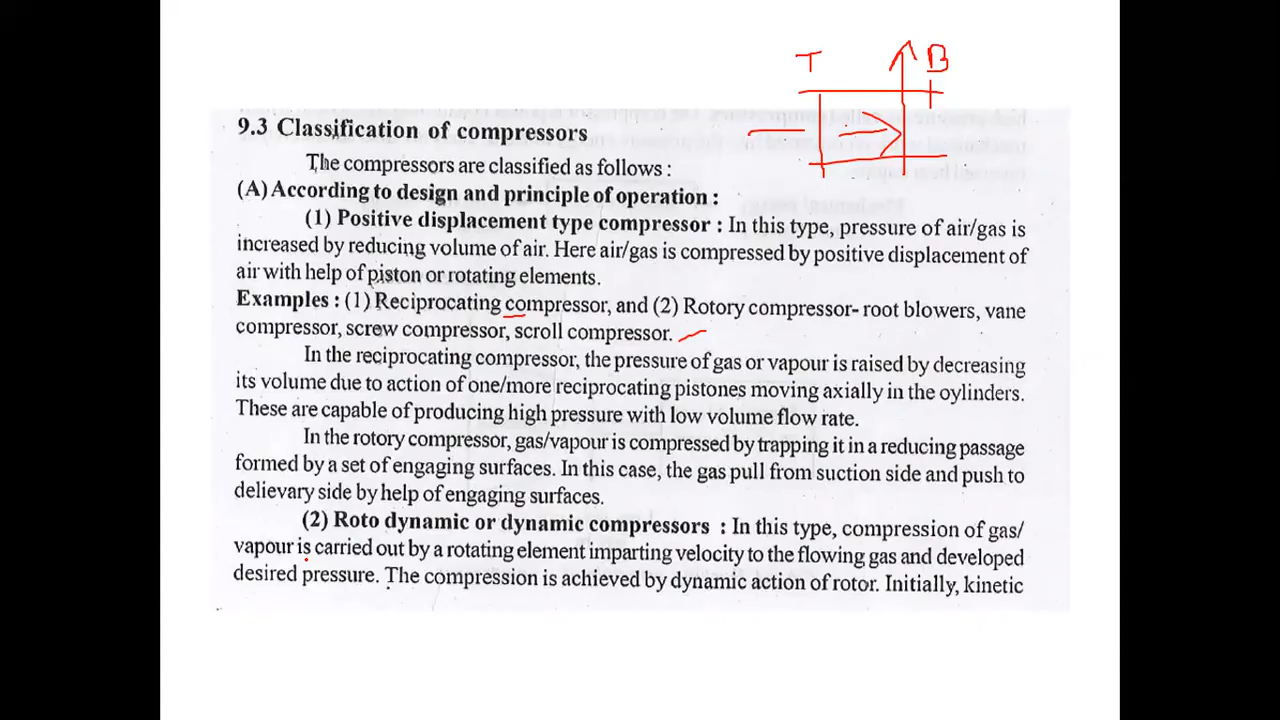 T B
9.3 Classification of compressors
The compressors are classified as follows :
(A) According to design and principle of operation :
(1) Positive displacement type compressor : In this type, pressure of air/gas is
increased by reducing volume of air. Here air/gas is compressed by positive displacement of
air with help of piston or rotating elements.
Examples : (1) Reciprocating compressor, and (2) Rotory compressor- root blowers, vane
compressor, screw compressor, scroll compressor.
In the reciprocating compressor, the pressure of gas or vapour is raised by decreasing
its volume due to action of one/more reciprocating pistones moving axially in the oylinders.
These are capable of producing high pressure with low volume flow rate.
In the rotory compressor, gas/vapour is compressed by trapping it in a reducing passage
formed by a set of engaging surfaces. In this case, the gas pull from suction side and push to
delievary side by help of engaging surfaces.
(2) Roto dynamic or dynamic compressors : In this type, compression of gas/
vapour is carried out by a rotating element imparting velocity to the flowing gas and developed
desired pressure. The compression is achieved by dynamic action of rotor. Initially, kinetic